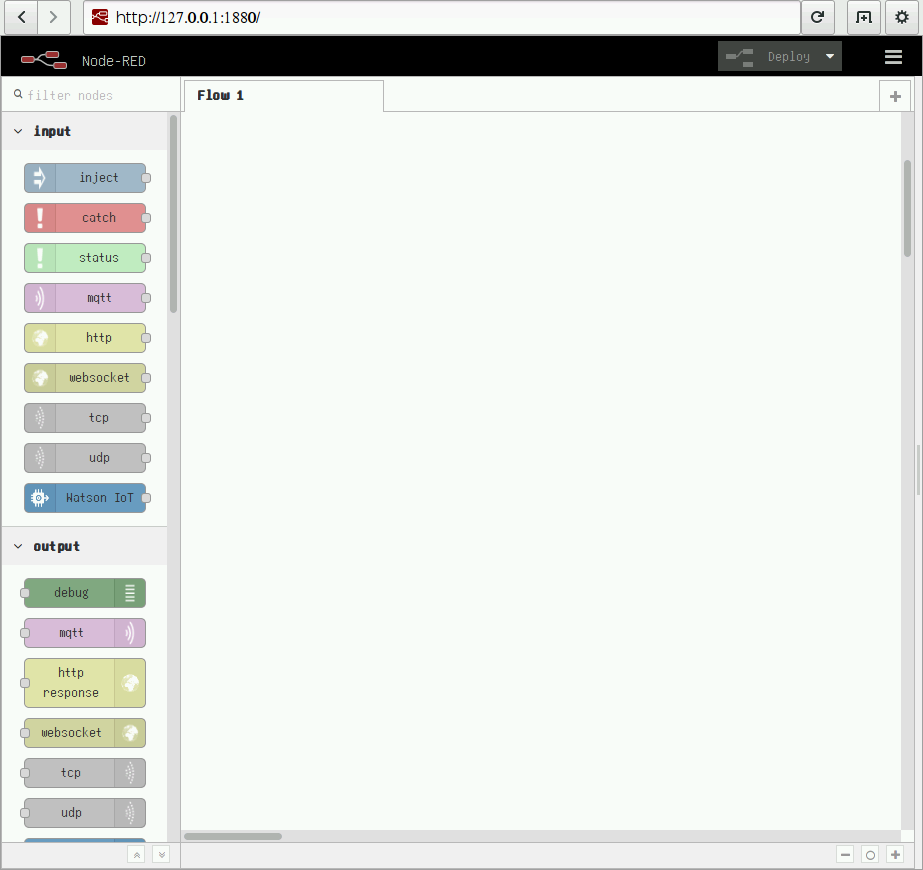 http://127.0.0.1:1880/
Node-RED
Deploy
filter nodes
Flow 1
input
inject
catch
status
mqtt
http
websocket
tcp
udp
Watson IoT
output
debug
mqtt
http
response
websocket
tcp
udp